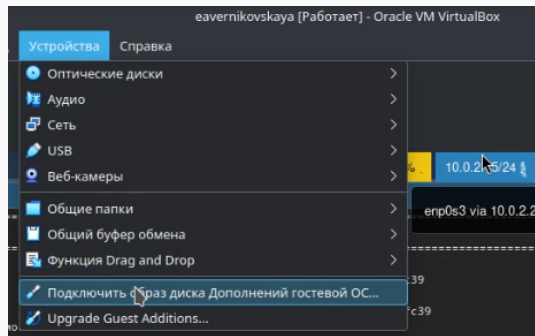 eavernikovskaya [Работает] - Oracle VM VirtualBox
Устройства Справка
Оптические диски
Аудио
Сеть
USB
Веб-камеры
% 10.0.2.15/24
Общие папки
enp0s3 via 10.0.2.2
Общий буфер обмена
Функция Drag and Drop
:39
Подключить образ диска Дополнений гостевой ОС...
fc39
Upgrade Guest Additions...